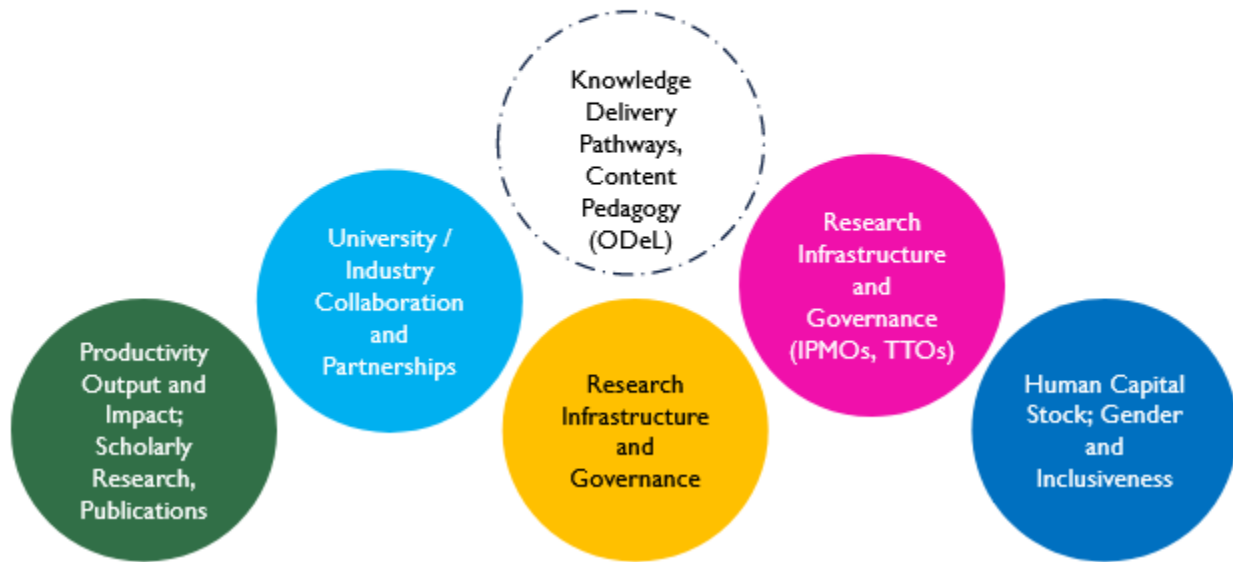 Knowledge
Delivery
Pathways,
Content
Pedagogy
(ODeL)
University /
Industry
Collaboration
and
Partnerships
Research
Infrastructure
and
Governance
(IPMOs, TTOs)
Productivity
Output and
Impact;
Scholarly
Research,
Publications
Research
Infrastructure
and
Governance
Human Capital
Stock; Gender
and
Inclusiveness